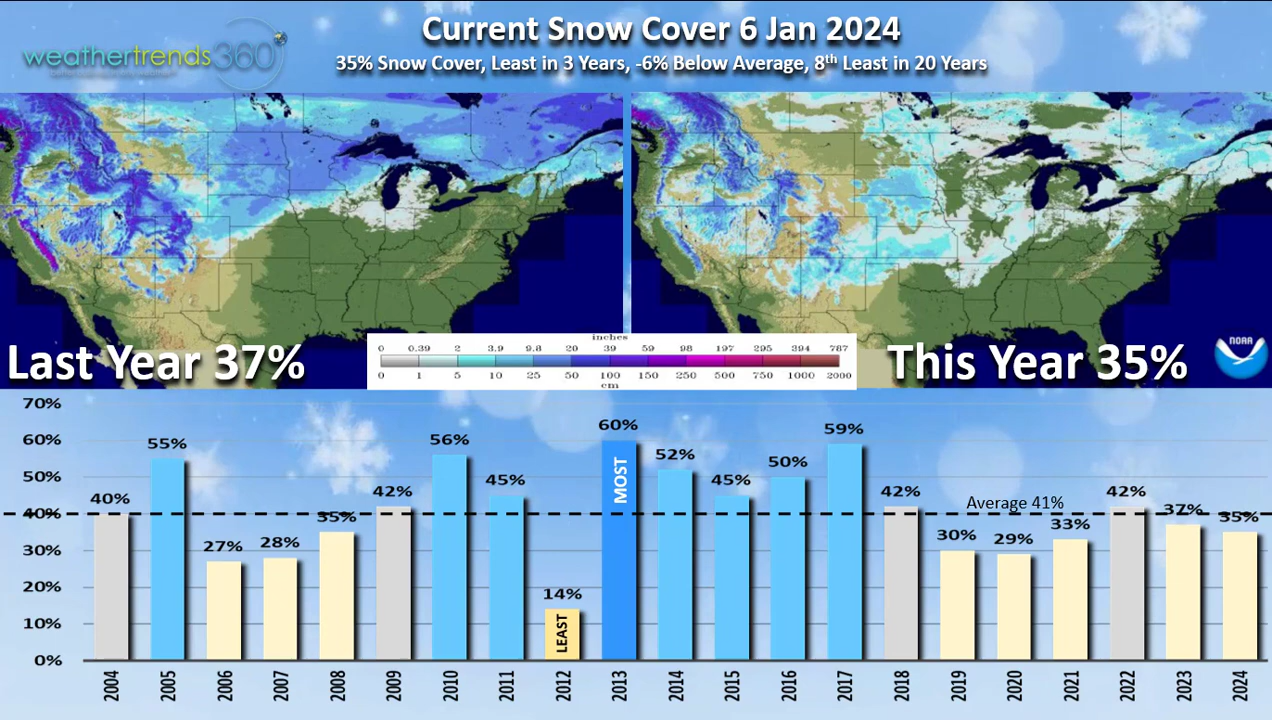 weathertrends360°
Current Snow Cover 6 Jan 2024
35% Snow Cover, Least in 3 Years, -6% Below Average, 8th Least in 20 Years
Last Year 37%
inches
0 0.39 2 3.9 9.8 20 39 59 98 197 295 394 787
0 1 5 10 25 50 100 150 250 500 750 1000 2000
cm
This Year 35%
NOAA
70%
60%
50%
40%
30%
20%
10%
0%
40%
55%
27%
28%
35%
42%
56%
45%
14%
LEAST
60%
MOST
52%
45%
50%
59%
42%
30%
Average 41%
29%
33%
42%
37%
35%
2004 2005 2006 2007 2008 2009 2010 2011 2012 2013 2014 2015 2016 2017 2018 2019 2020 2021 2022 2023 2024